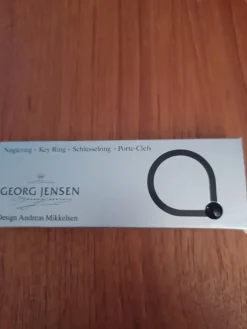 Nøglering - Key Ring - Schlüsselring - Porte-Clefs
GEORG JENSEN
Design Andreas Mikkelsen